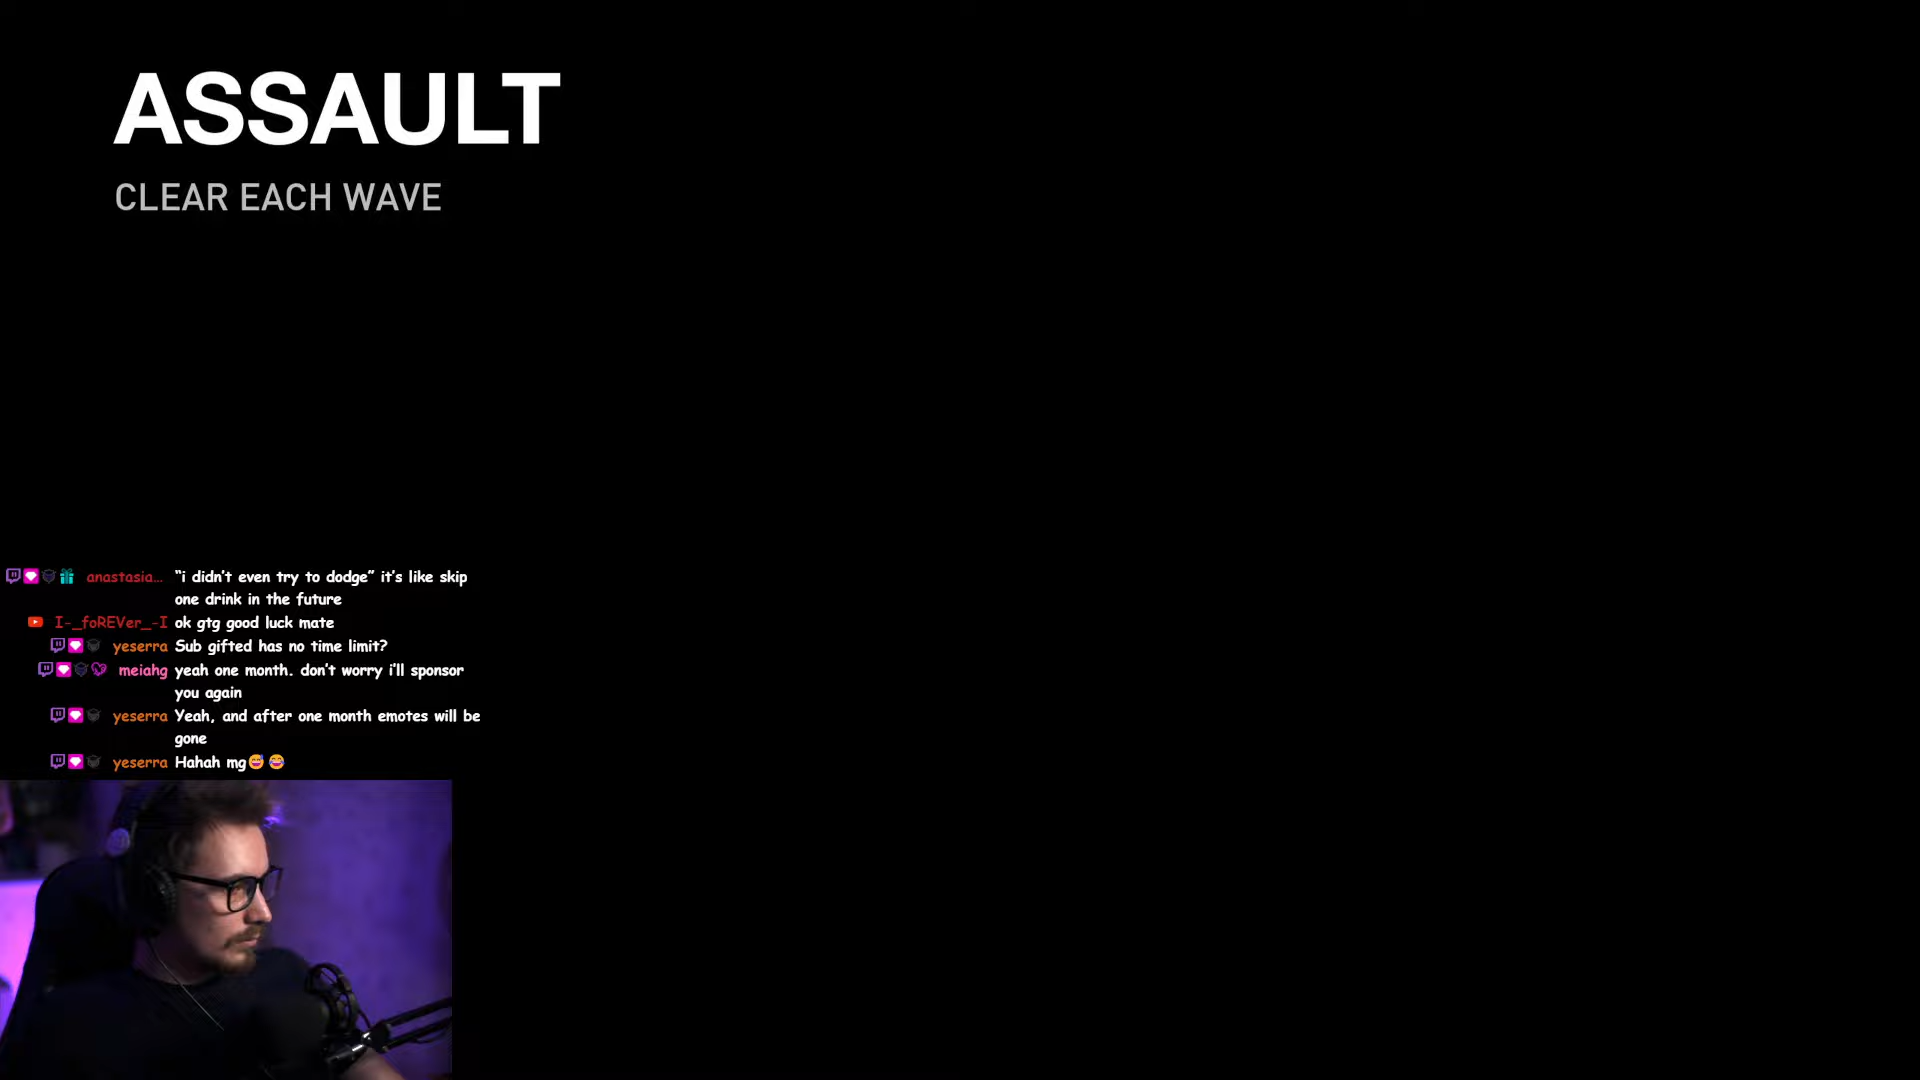 ASSAULT
CLEAR EACH WAVE
anastasia... “i didn’t even try to dodge” it’s like skip
one drink in the future
I-_foREVer_-I ok gtg good luck mate
yeserra Sub gifted has no time limit?
meiahg yeah one month. don’t worry i’ll sponsor
you again
yeserra Yeah, and after one month emotes will be
gone
yeserra Hahah mg😅 😂